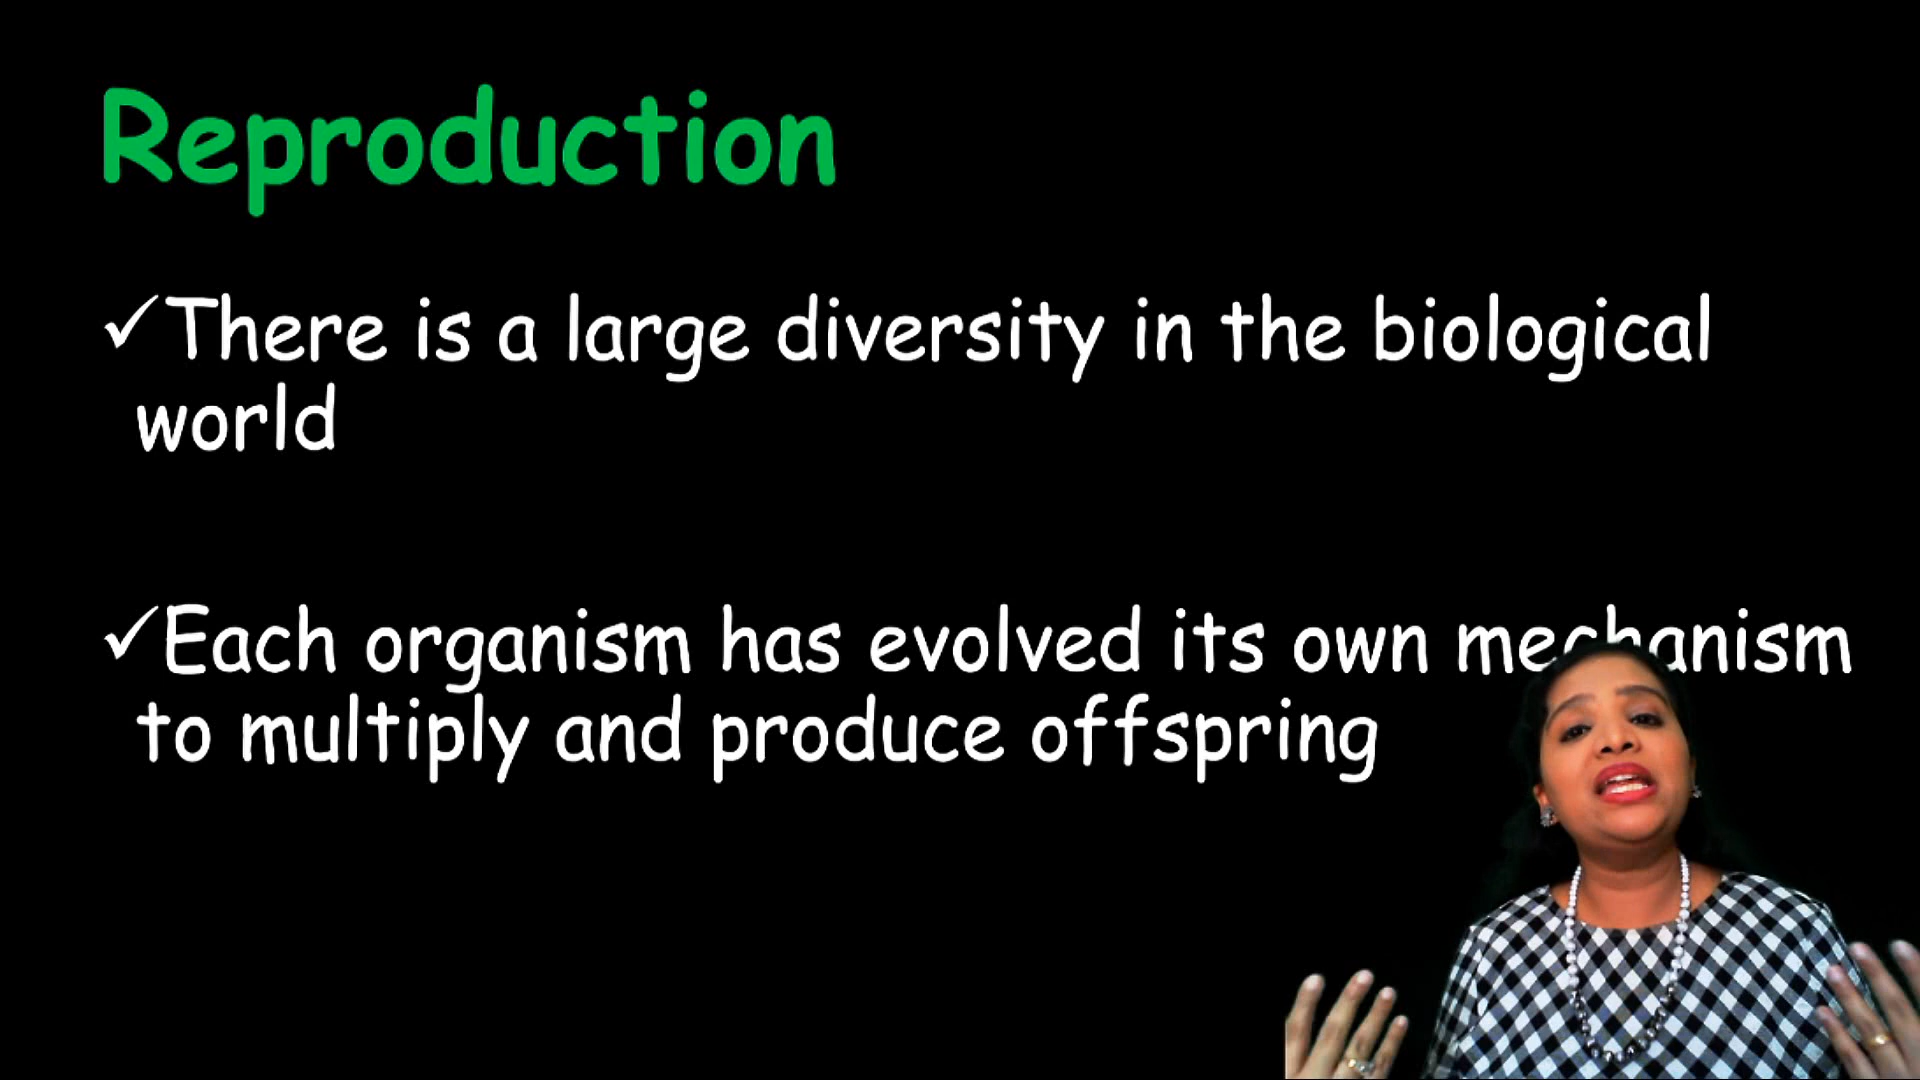 Reproduction
✓There is a large diversity in the biological
world
✓Each organism has evolved its own mechanism
to multiply and produce offspring